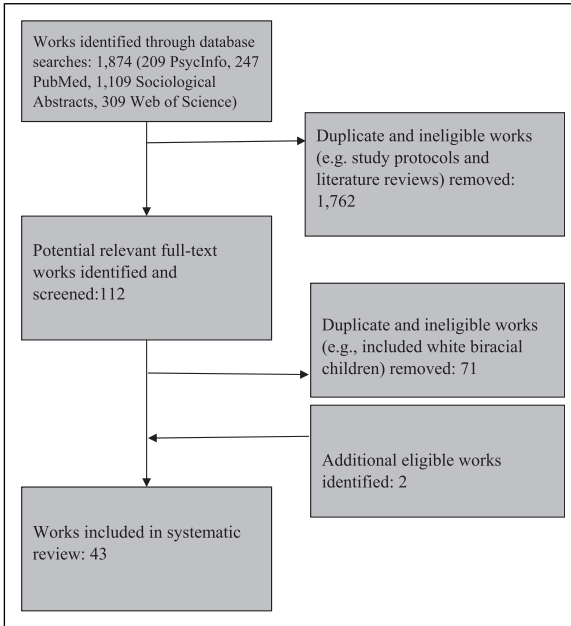 Works identified through database
searches: 1,874 (209 PsycInfo, 247
PubMed, 1,109 Sociological
Abstracts, 309 Web of Science)
Duplicate and ineligible works
(e.g. study protocols and
literature reviews) removed:
1,762
Potential relevant full-text
works identified and
screened:112
Duplicate and ineligible works
(e.g., included white biracial
children) removed: 71
Additional eligible works
identified: 2
Works included in systematic
review: 43